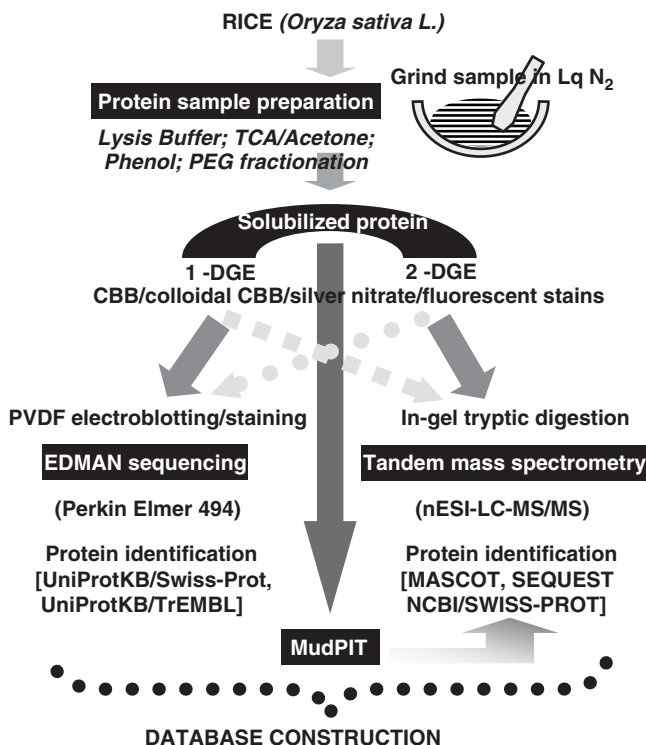 RICE (Oryza sativa L.)
Grind sample in Lq N2
Protein sample preparation
Lysis Buffer; TCA/Acetone;
Phenol; PEG fractionation
Solubilized protein
1 -DGE
2 -DGE
CBB/colloidal CBB/silver nitrate/fluorescent stains
PVDF electroblotting/staining
EDMAN sequencing
(Perkin Elmer 494)
Protein identification
[UniProtKB/Swiss-Prot,
UniProtKB/TrEMBL]
In-gel tryptic digestion
Tandem mass spectrometry
(nESI-LC-MS/MS)
Protein identification
[MASCOT, SEQUEST
NCBI/SWISS-PROT]
MudPIT
DATABASE CONSTRUCTION